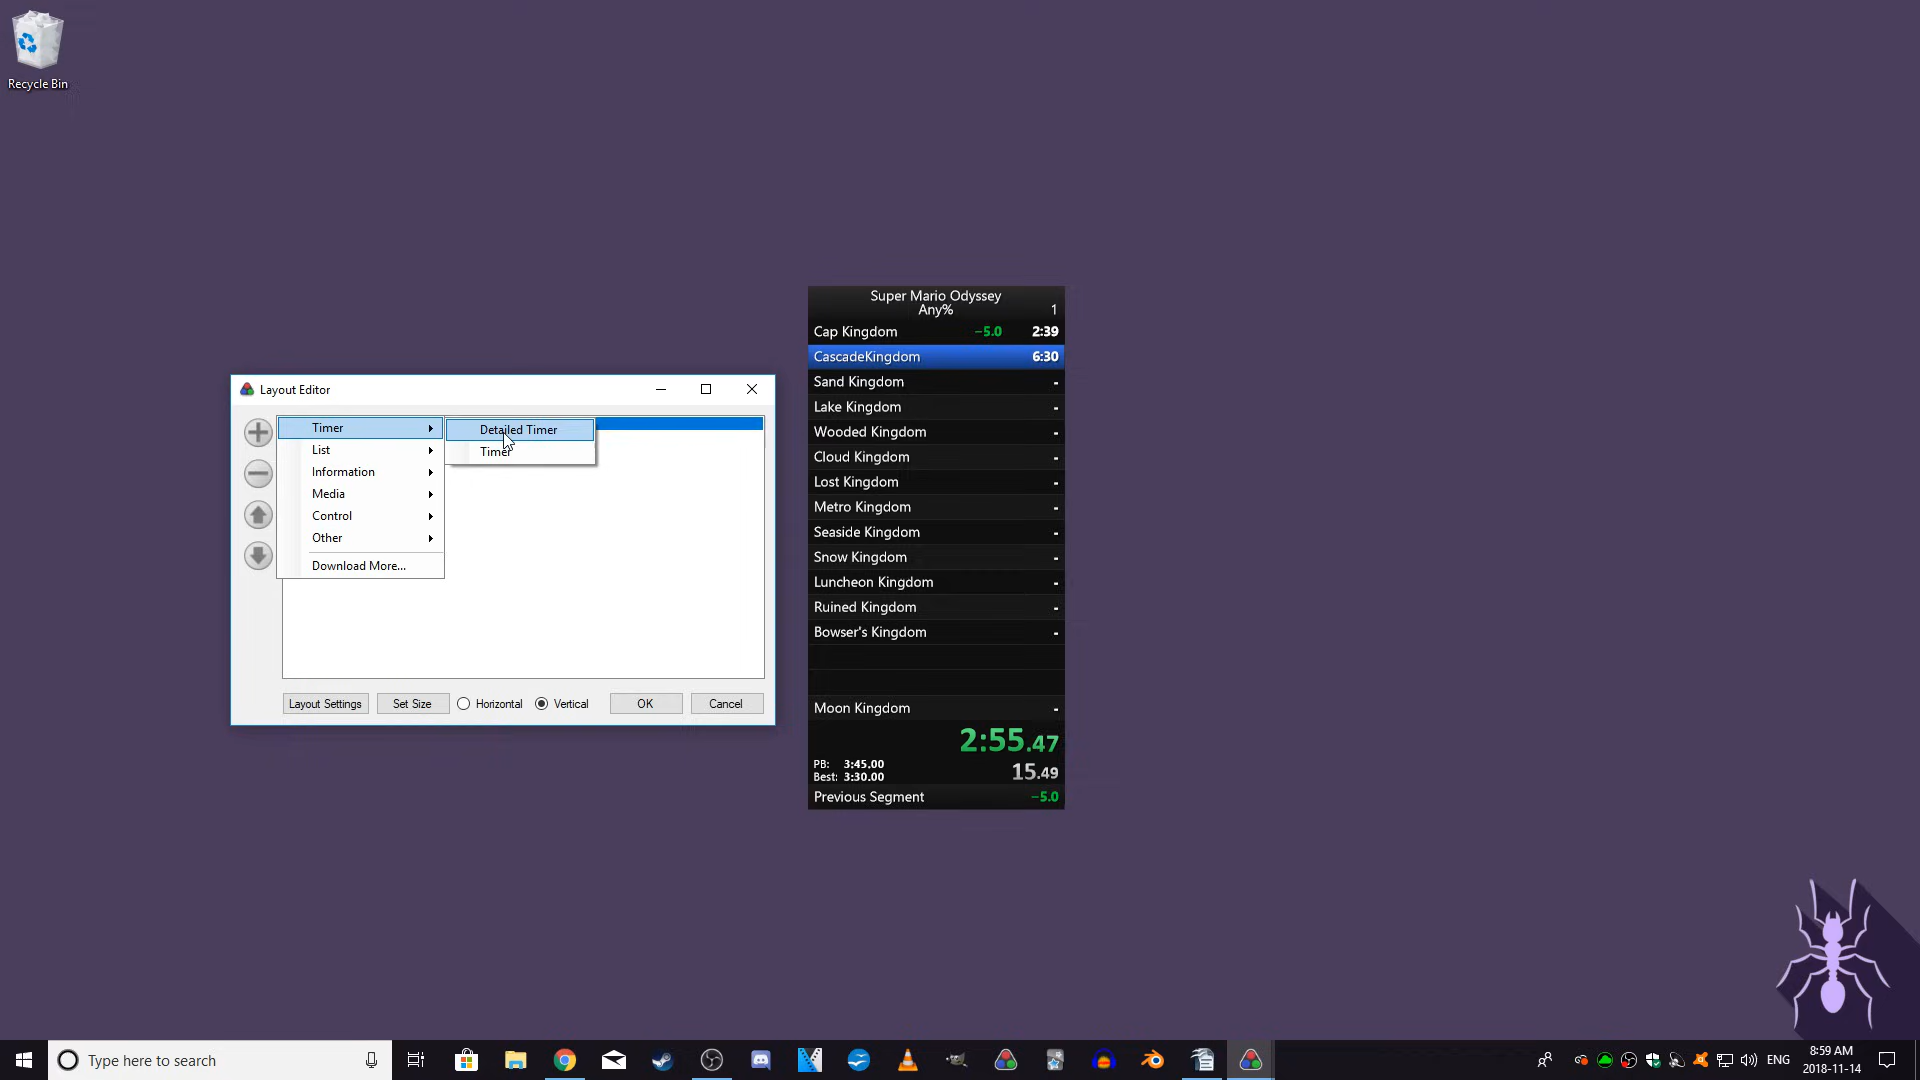 Recycle Bin
Layout Editor
Timer
List
Information
Media
Control
Other
Download More...
Detailed Timer
Timer
Layout Settings
Set Size
Horizontal
Vertical
OK
Cancel
Super Mario Odyssey
Any% 1
Cap Kingdom −5.0 2:39
CascadeKingdom 6:30
Sand Kingdom -
Lake Kingdom -
Wooded Kingdom -
Cloud Kingdom -
Lost Kingdom -
Metro Kingdom -
Seaside Kingdom -
Snow Kingdom -
Luncheon Kingdom -
Ruined Kingdom -
Bowser's Kingdom -
Moon Kingdom -
2:55.47
PB: 3:45.00
Best: 3:30.00
15.49
Previous Segment −5.0
Type here to search
ENG
8:59 AM
2018-11-14